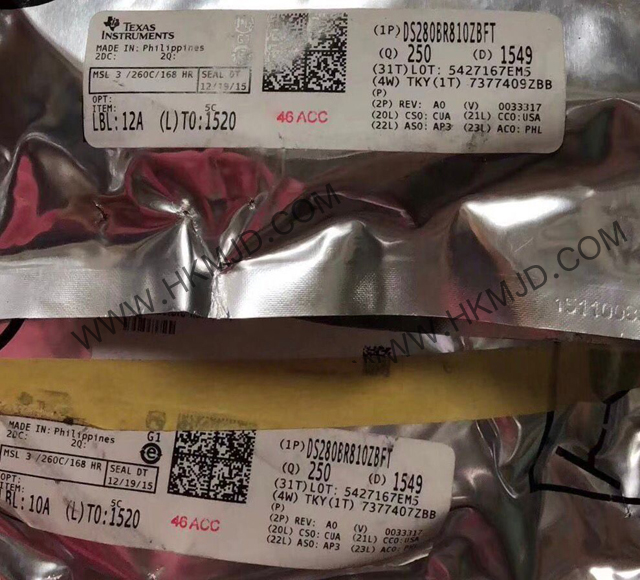 TEXAS
INSTRUMENTS
MADE IN: Philippines
2DC: 2Q:
MSL 3 /260C/168 HR SEAL DT
12/19/15
OPT:
ITEM:
LBL: 12A (L)TO:1520
5C
46 ACC
(1P) DS280BR810ZBFT
(Q) 250 (D) 1549
(31T)LOT: 5427167EM5
(4W) TKY(1T) 7377409ZBB
(P)
(2P) REV: A0 (V) 0033317
(20L) CSO: CUA (21L) CCO:USA
(22L) ASO: AP3 (23L) ACO: PHL
WWW.HKMJD.COM
WWW.HKMJD.COM
MADE IN: Philippines
2DC: 2Q:
G1
e
MSL 3 /260C/168 HR SEAL DT
12/19/15
LBL: 10A (L)TO:1520
5C
46 ACC
(1P) DS280BR810ZBFT
(Q) 250 (D) 1549
(31T)LOT: 5427167EM5
(4W) TKY(1T) 7377407ZBB
(P)
(2P) REV: A0 (V) 0033317
(20L) CSO: CUA (21L) CCO:USA
(22L) ASO: AP3 (23L) ACO: